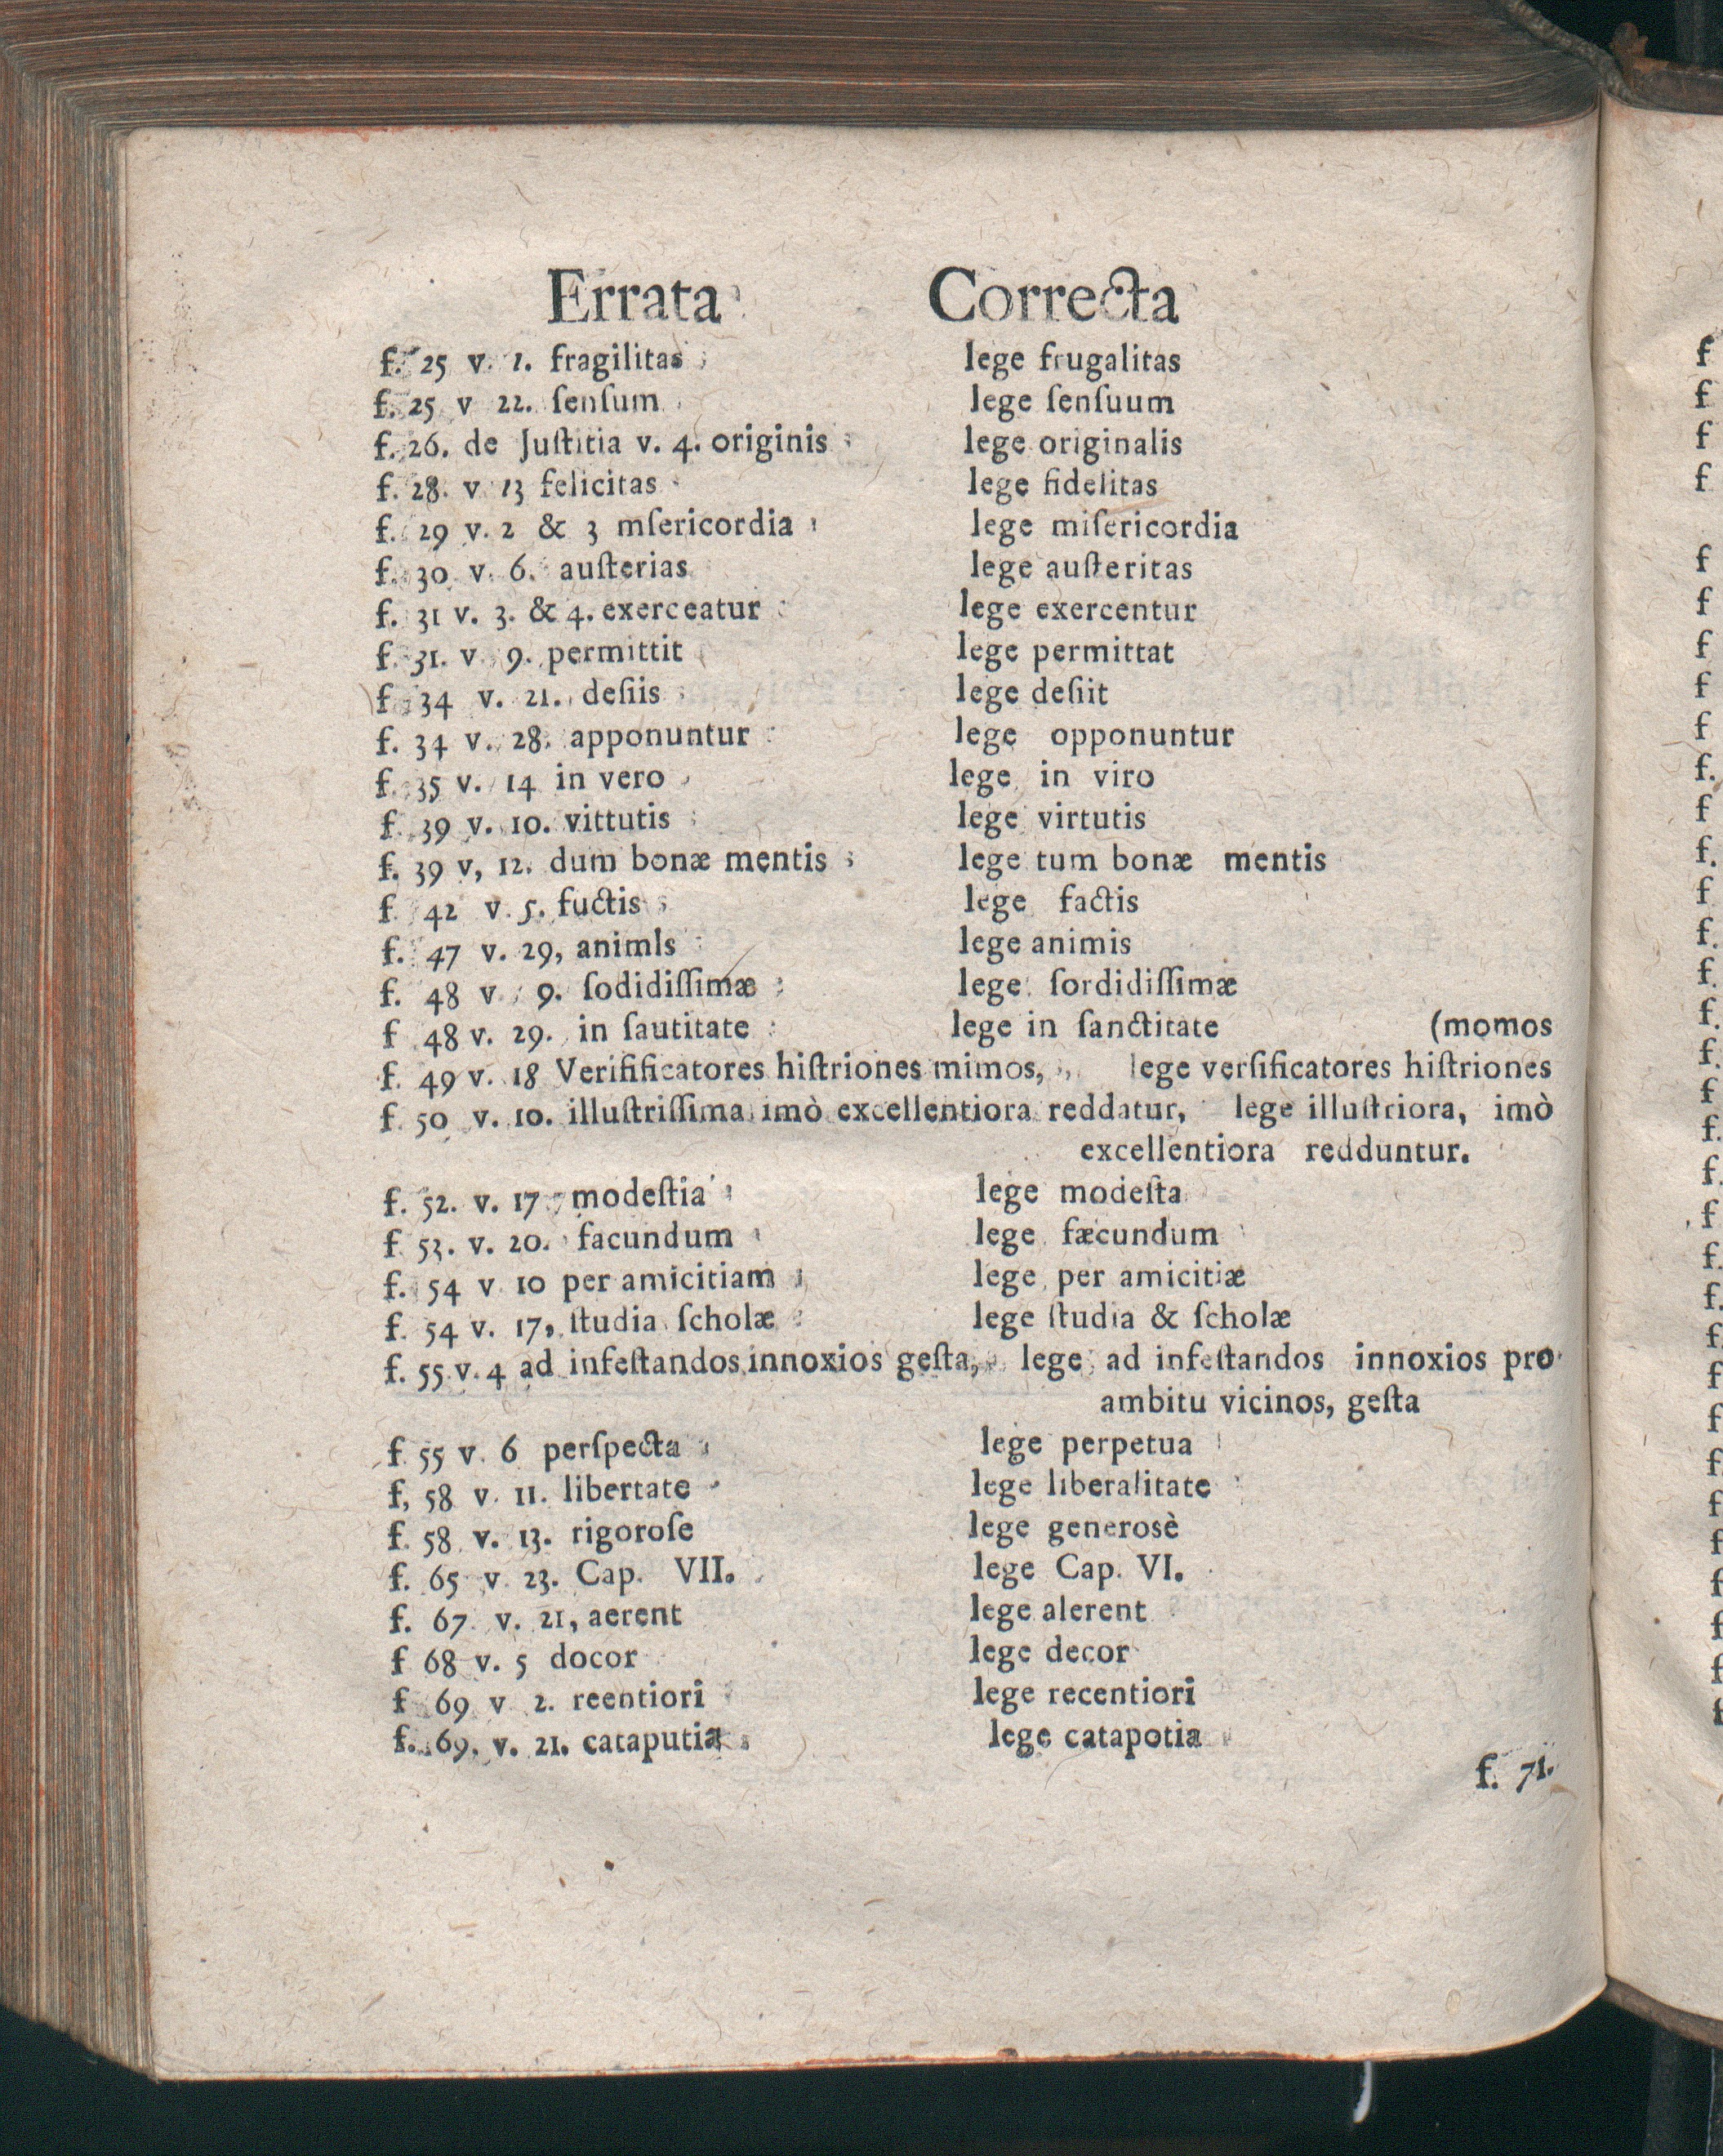 Errata Correcta
f. 25 v. 1. fragilitas lege frugalitas
f. 25 v 22. ſenſum lege ſenſuum
f. 26. de Juſtitia v. 4. originis lege originalis
f. 28. v 13 felicitas lege fidelitas
f. 29 v. 2 & 3 mſericordia lege miſericordia
f. 30 v. 6. auſterias lege auſteritas
f. 31 v. 3. & 4. exerceatur lege exercentur
f. 31. v 9. permittit lege permittat
f 34 v. 21. deſiis lege deſiit
f. 34 v. 28. apponuntur lege opponuntur
f. 35 v. 14 in vero lege in viro
f 39 v. 10. vittutis lege virtutis
f. 39 v, 12. dum bonæ mentis lege tum bonæ mentis
f 42 v. 5. fuctis lege factis
f. 47 v. 29, animls lege animis
f. 48 v 9. ſodidiſſimæ lege ſordidiſſimæ
f 48 v. 29. in ſautitate lege in ſanctitate (momos
f. 49 v. 18 Verifificatores hiſtriones mimos, lege verſificatores hiſtriones
f 50 v. 10. illuſtriſſima imò excellentiora reddatur, lege illuſtriora, imò
excellentiora redduntur.
f. 52. v. 17 modeſtia lege modeſta
f 53. v. 20. facundum lege fæcundum
f. 54 v 10 per amicitiam lege per amicitiæ
f. 54 v. 17, ſtudia ſcholæ lege ſtudia & ſcholæ
f. 55 v. 4 ad infeſtandos innoxios geſta, lege ad infeſtandos innoxios pro
ambitu vicinos, geſta
f 55 v. 6 perſpecta lege perpetua
f, 58 v. 11. libertate lege liberalitate
f. 58 v. 13. rigoroſe lege generosè
f. 65 v 23. Cap. VII. lege Cap. VI.
f. 67 v. 21, aerent lege alerent
f 68 v. 5 docor lege decor
f 69 v 2. reentiori lege recentiori
f. 69. v. 21. cataputia lege catapotia
f. 71.